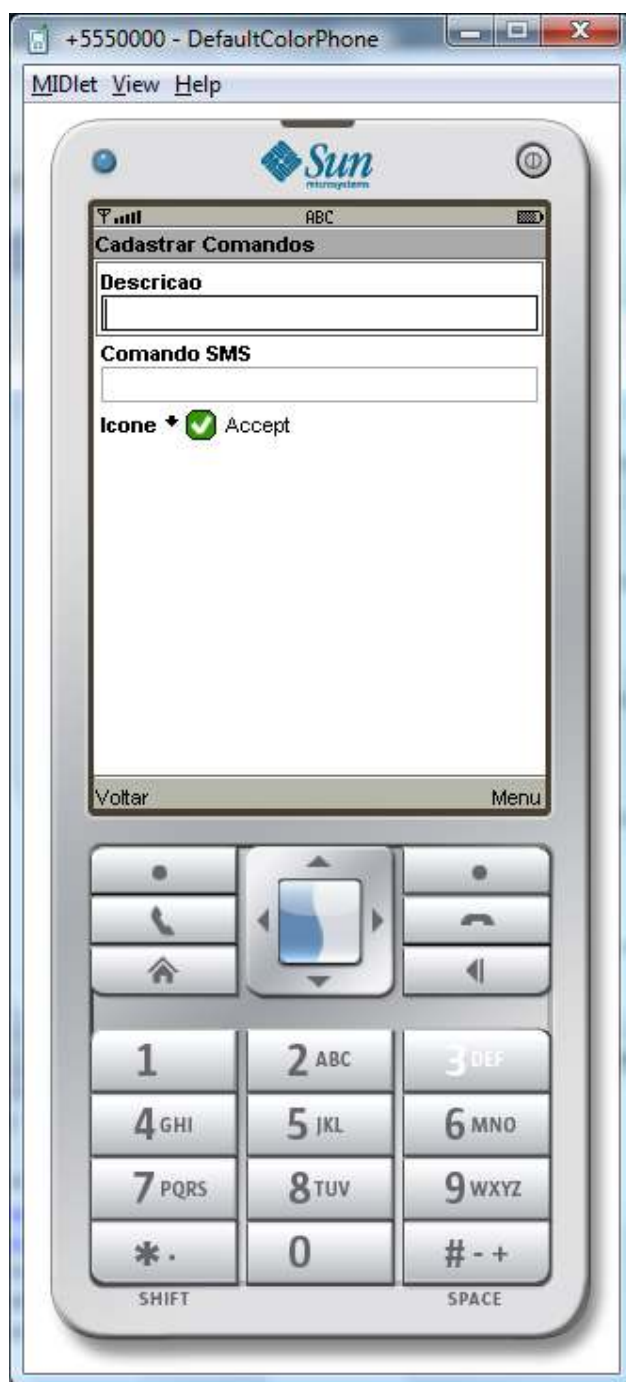 +5550000 - DefaultColorPhone
MIDlet View Help
Sun
microsystems
ABC
Cadastrar Comandos
Descricao
Comando SMS
Icone Accept
Voltar Menu
1 2 ABC 3 DEF
4 GHI 5 JKL 6 MNO
7 PQRS 8 TUV 9 WXYZ
* . 0 # - +
SHIFT SPACE